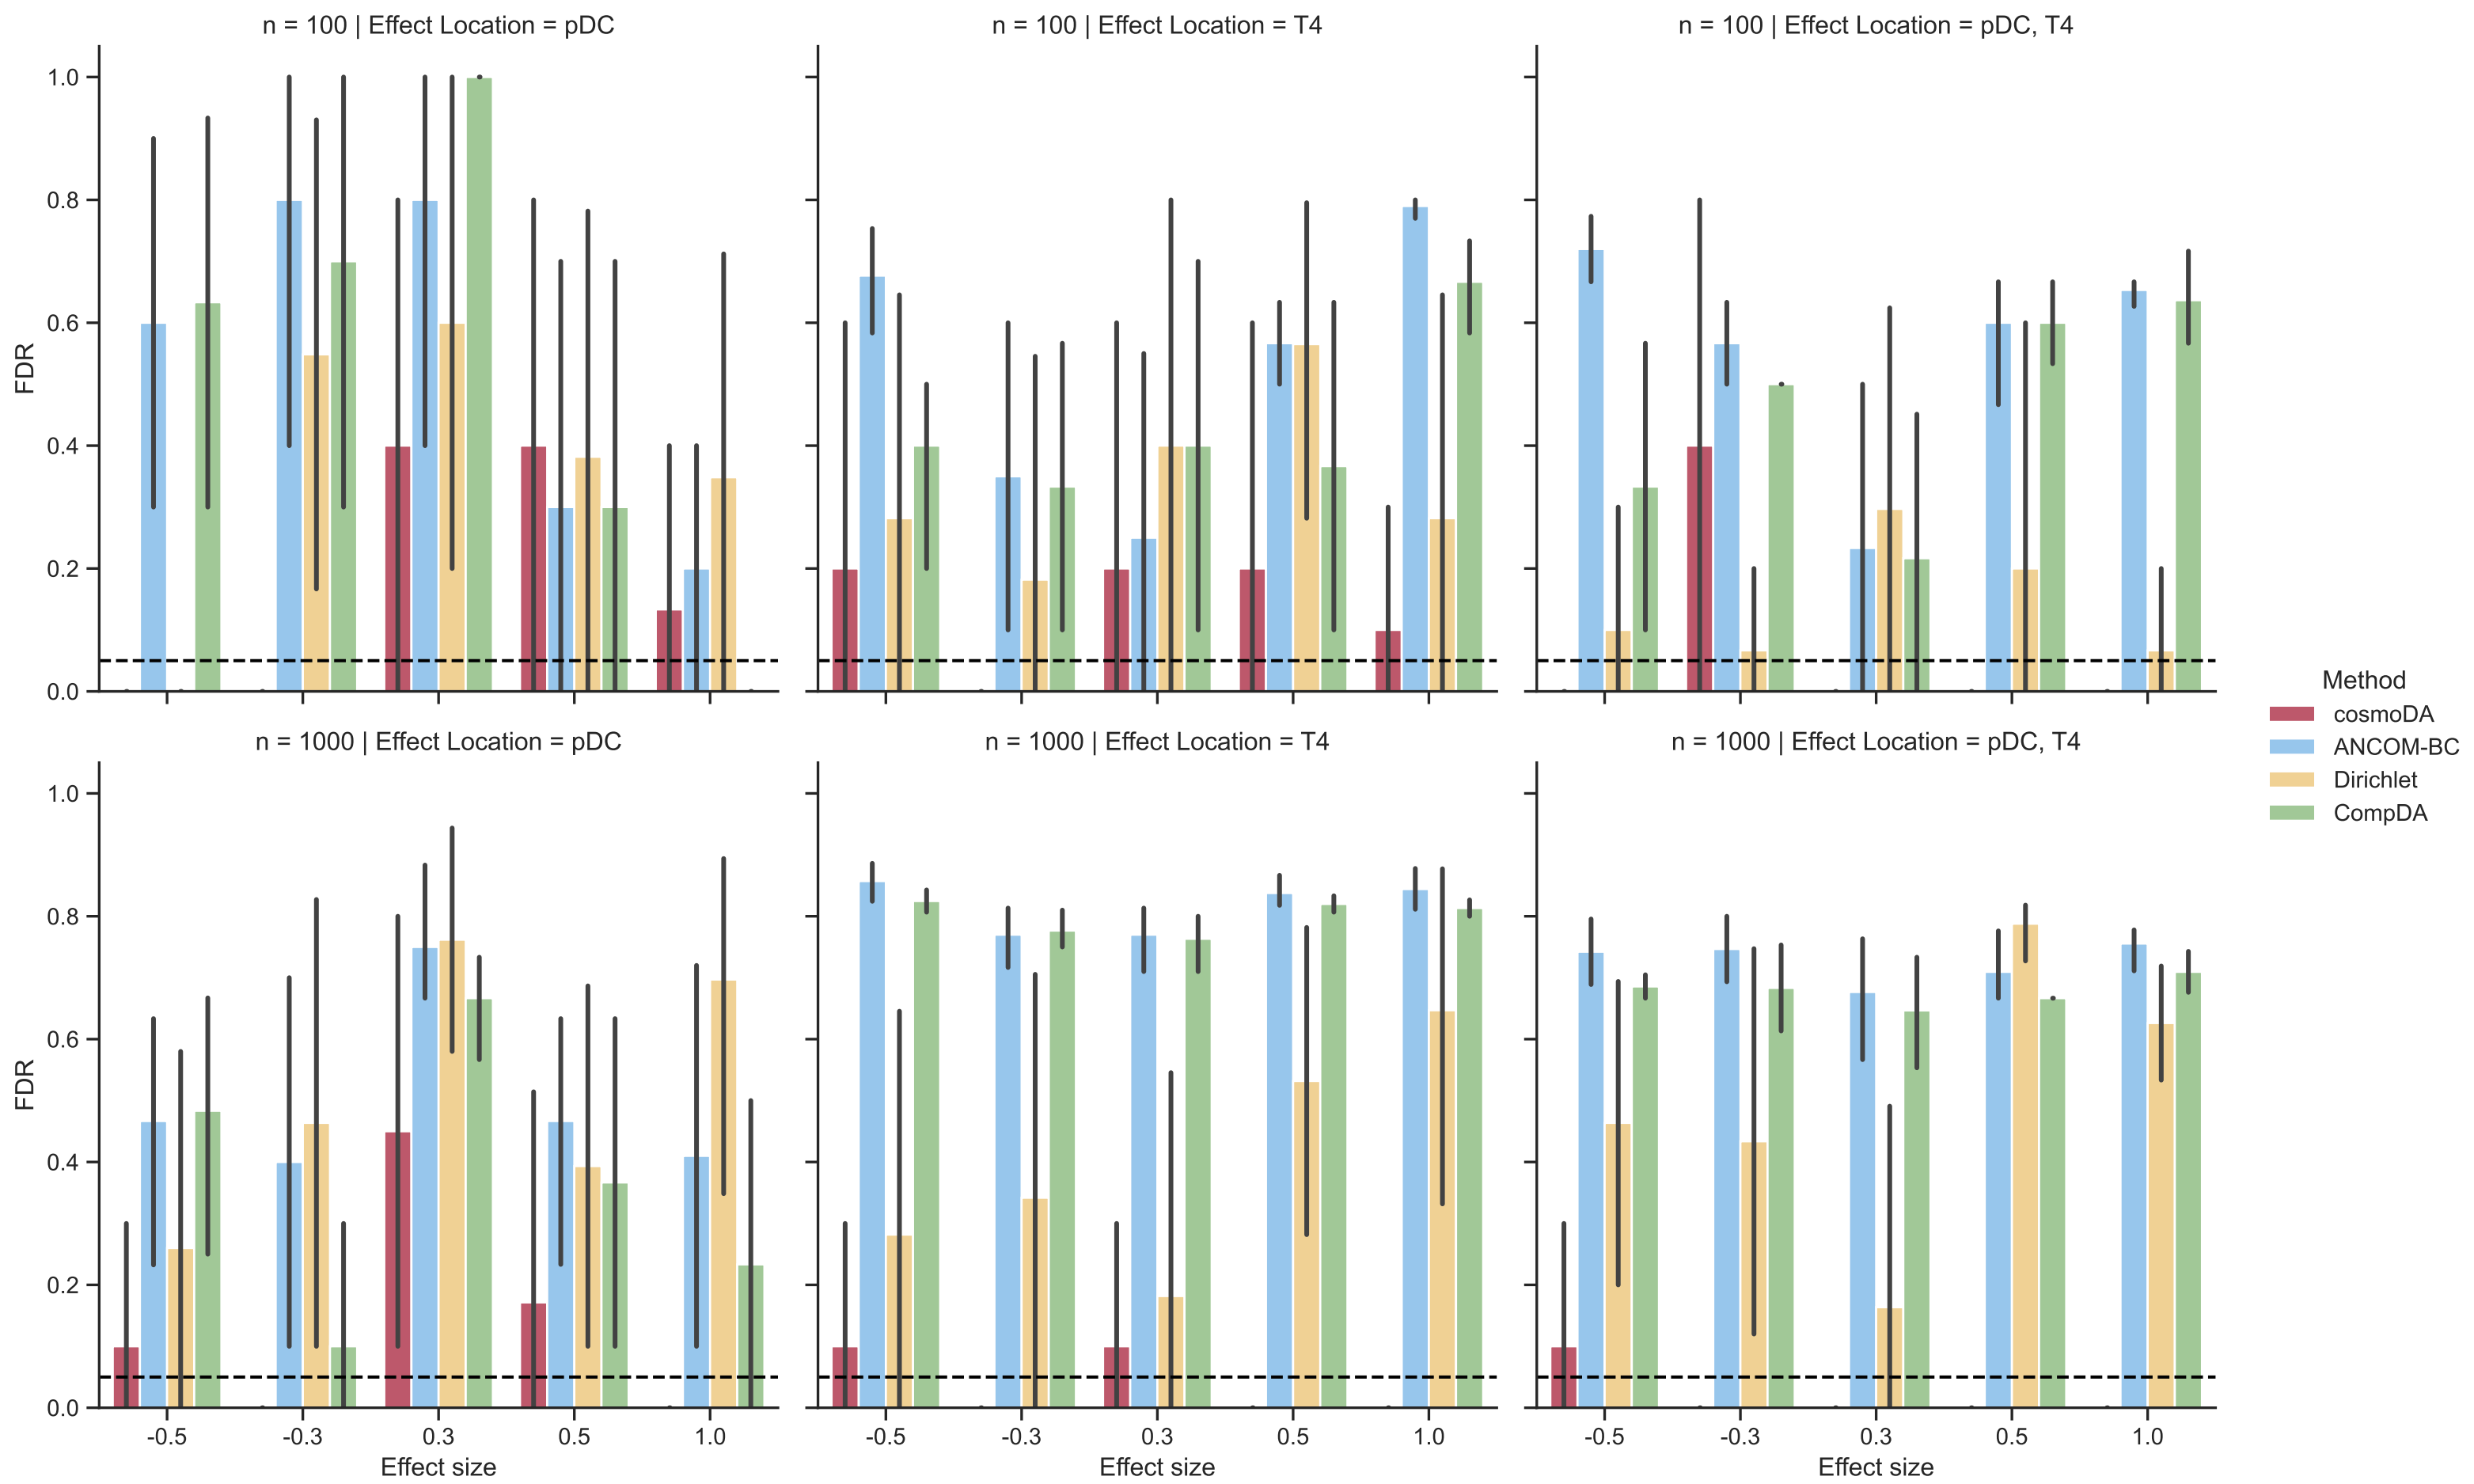 n = 100 | Effect Location = pDC
n = 100 | Effect Location = T4
n = 100 | Effect Location = pDC, T4
1.0
0.8
0.6
0.4
0.2
0.0
FDR
n = 1000 | Effect Location = pDC
n = 1000 | Effect Location = T4
n = 1000 | Effect Location = pDC, T4
1.0
0.8
0.6
0.4
0.2
0.0
FDR
-0.5 -0.3 0.3 0.5 1.0
-0.5 -0.3 0.3 0.5 1.0
-0.5 -0.3 0.3 0.5 1.0
Effect size
Effect size
Effect size
Method
cosmoDA
ANCOM-BC
Dirichlet
CompDA